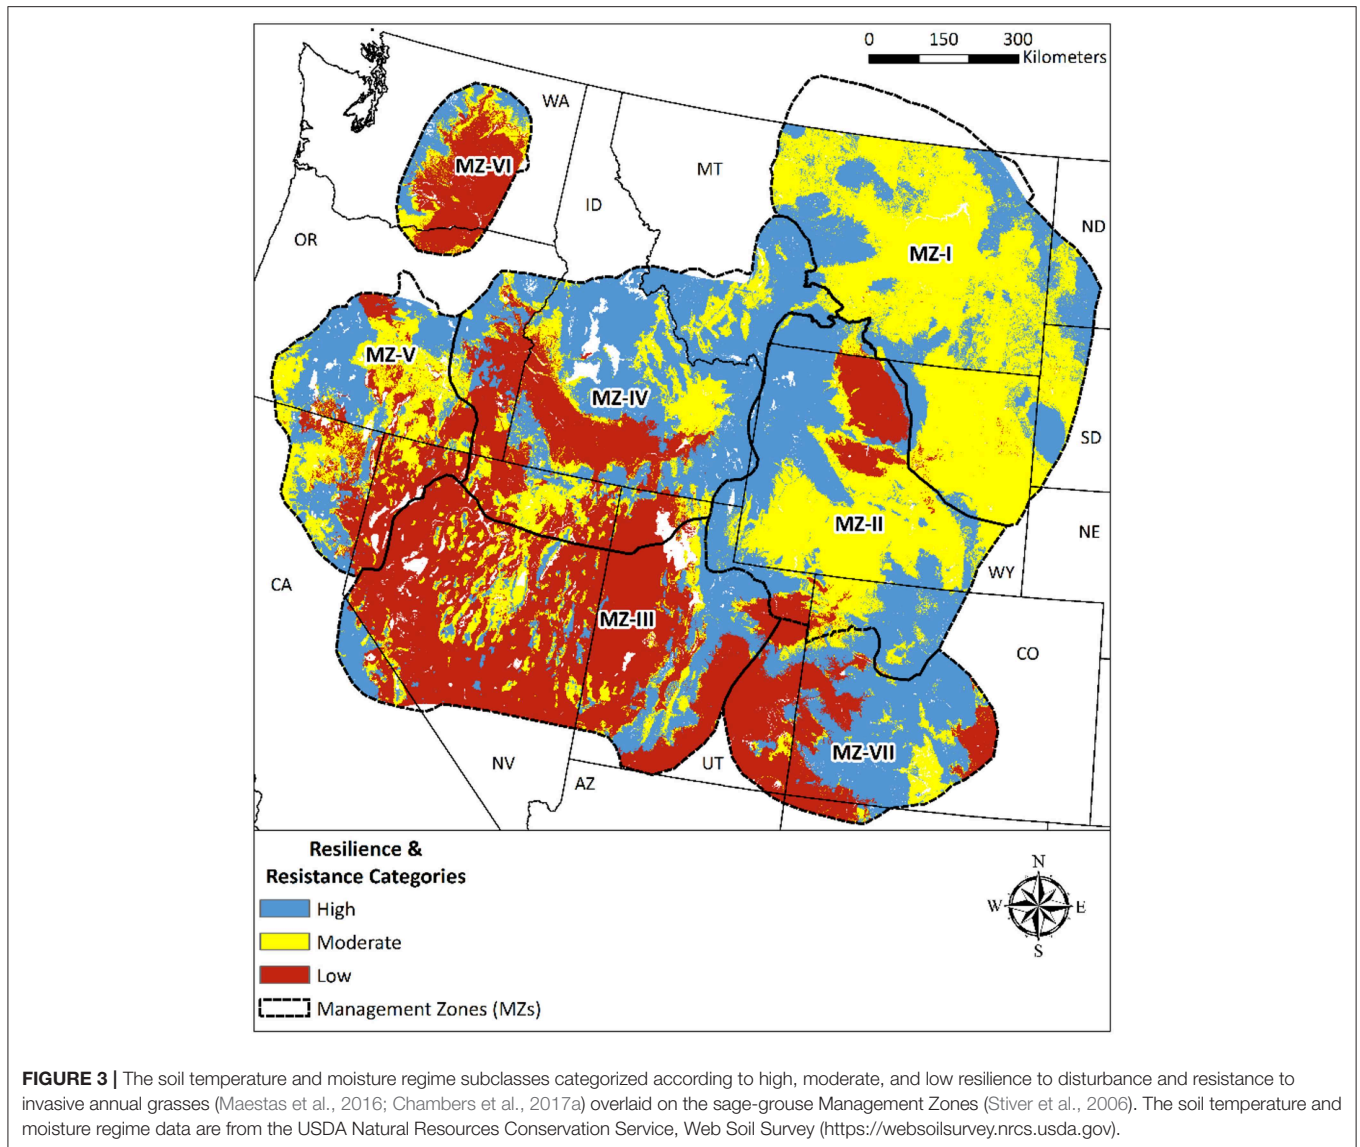 0 150 300
Kilometers
WA
MZ-VI
MT
ID
ND
OR
MZ-I
MZ-V
MZ-IV
SD
MZ-II
NE
WY
CA
MZ-III
CO
MZ-VII
NV
UT
AZ
Resilience &
Resistance Categories
High
Moderate
Low
Management Zones (MZs)
N
W E
S
FIGURE 3 | The soil temperature and moisture regime subclasses categorized according to high, moderate, and low resilience to disturbance and resistance to
invasive annual grasses (Maestas et al., 2016; Chambers et al., 2017a) overlaid on the sage-grouse Management Zones (Stiver et al., 2006). The soil temperature and
moisture regime data are from the USDA Natural Resources Conservation Service, Web Soil Survey (https://websoilsurvey.nrcs.usda.gov).